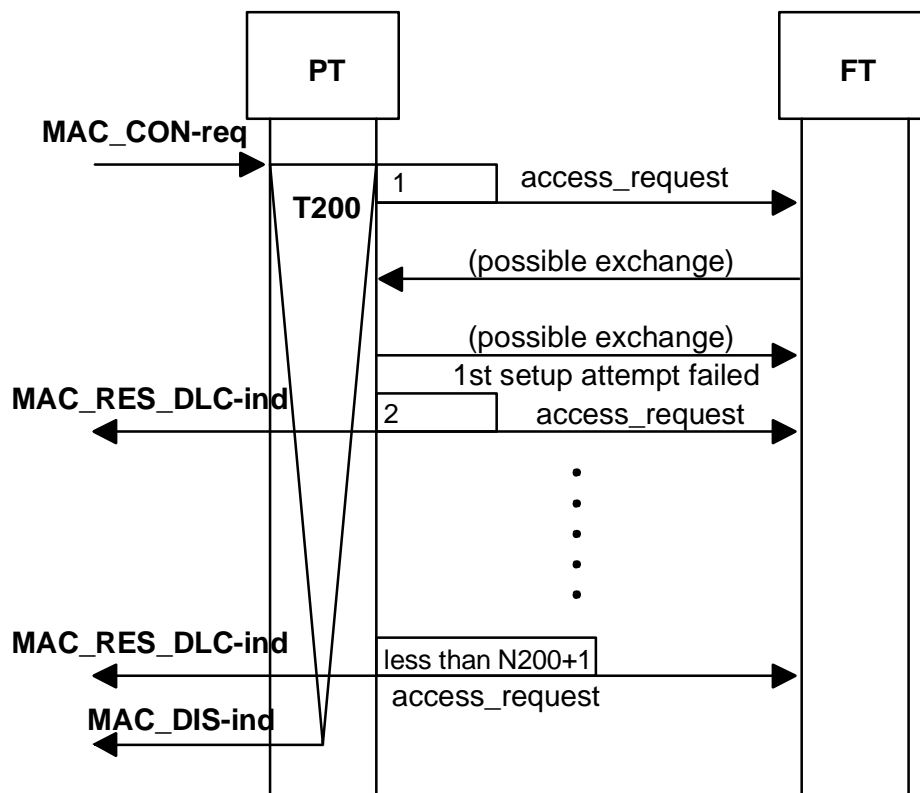 PT
FT
MAC_CON-req
1
access_request
T200
(possible exchange)
(possible exchange)
1st setup attempt failed
MAC_RES_DLC-ind
2
access_request
MAC_RES_DLC-ind
less than N200+1
access_request
MAC_DIS-ind